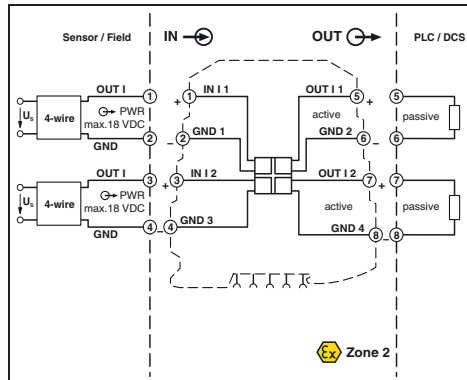 Sensor / Field
IN
OUT
PLC / DCS
OUT I
1
1
IN I 1
OUT I 1
5
5
+
+
Us
4-wire
PWR
max.18 VDC
active
passive
GND
2
2
GND 1
GND 2
6
6
–
–
OUT I
3
3
IN I 2
OUT I 2
7
7
+
+
Us
4-wire
PWR
max.18 VDC
active
passive
GND
4
4
GND 3
GND 4
8
8
–
–
Ex Zone 2